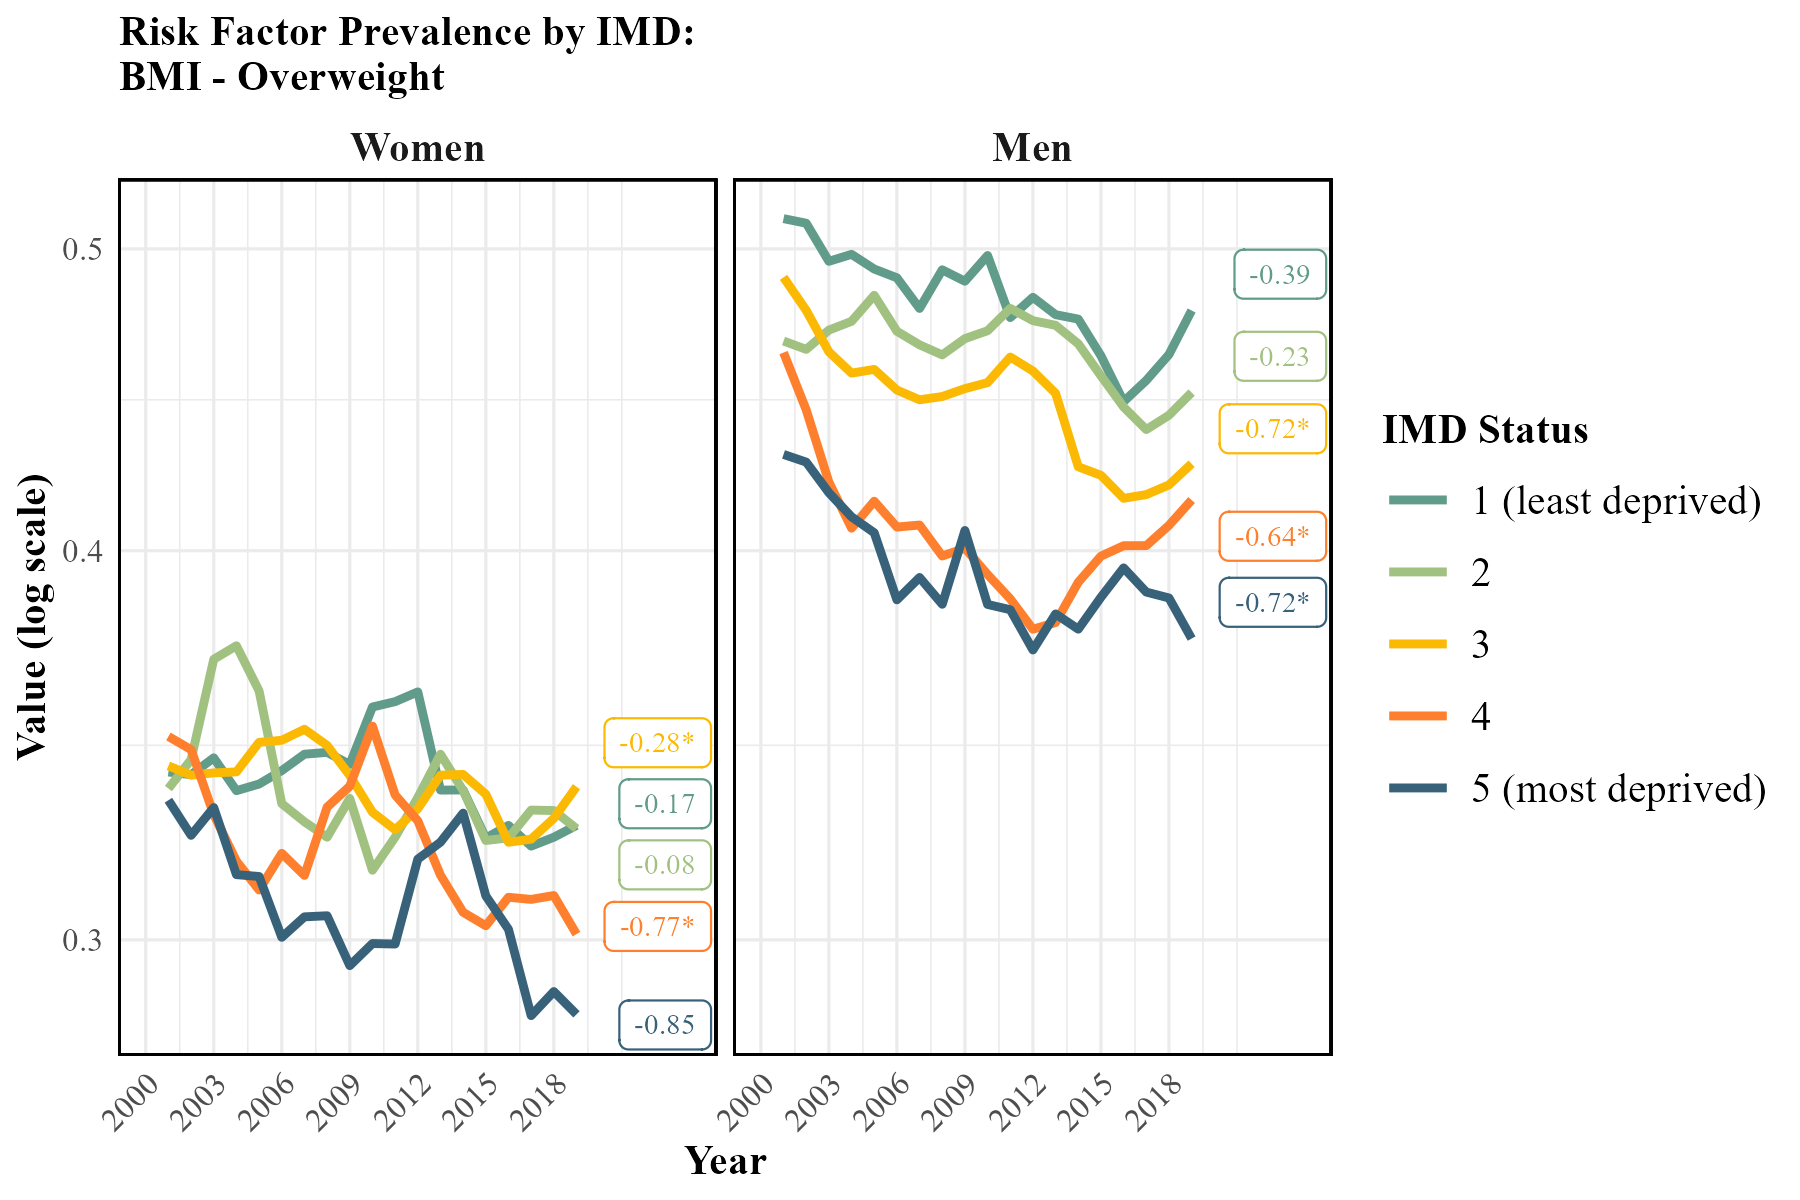 Risk Factor Prevalence by IMD:
BMI - Overweight
Women
Men
Value (log scale)
0.5
0.4
0.3
-0.28*
-0.17
-0.08
-0.77*
-0.85
-0.39
-0.23
-0.72*
-0.64*
-0.72*
2000 2003 2006 2009 2012 2015 2018
2000 2003 2006 2009 2012 2015 2018
Year
IMD Status
1 (least deprived)
2
3
4
5 (most deprived)